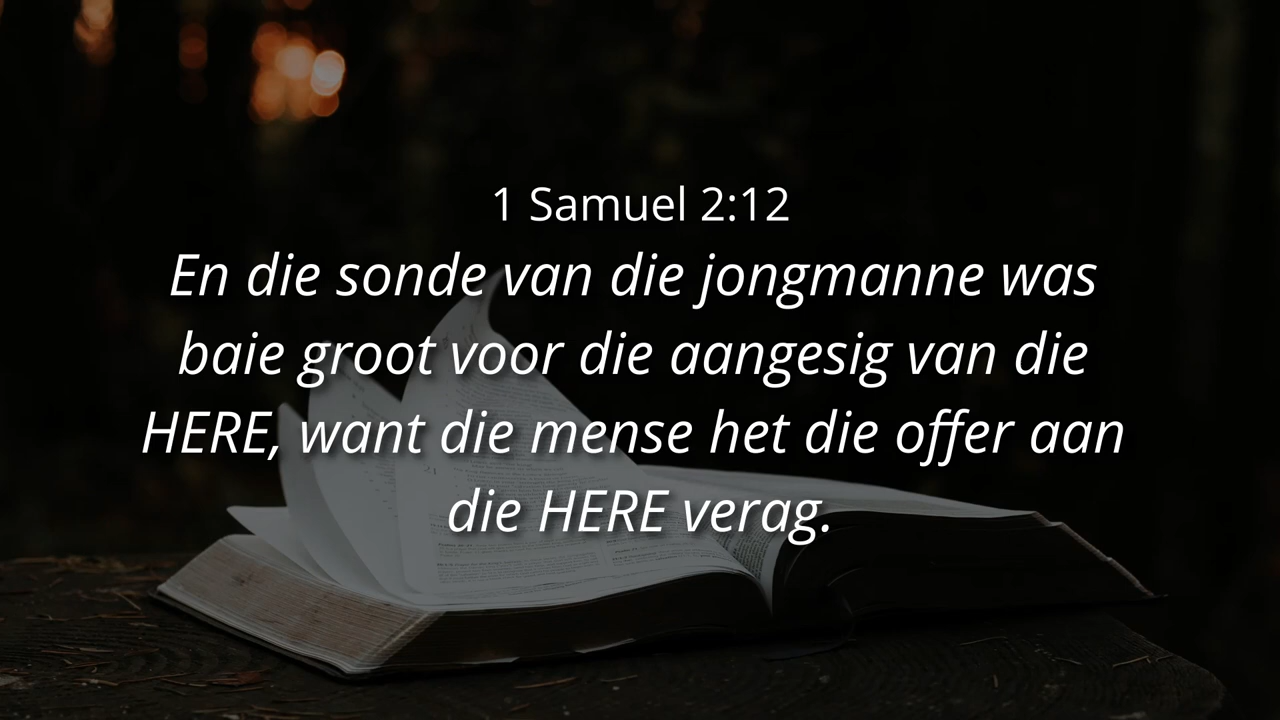 1 Samuel 2:12
En die sonde van die jongmanne was
baie groot voor die aangesig van die
HERE, want die mense het die offer aan
die HERE verag.